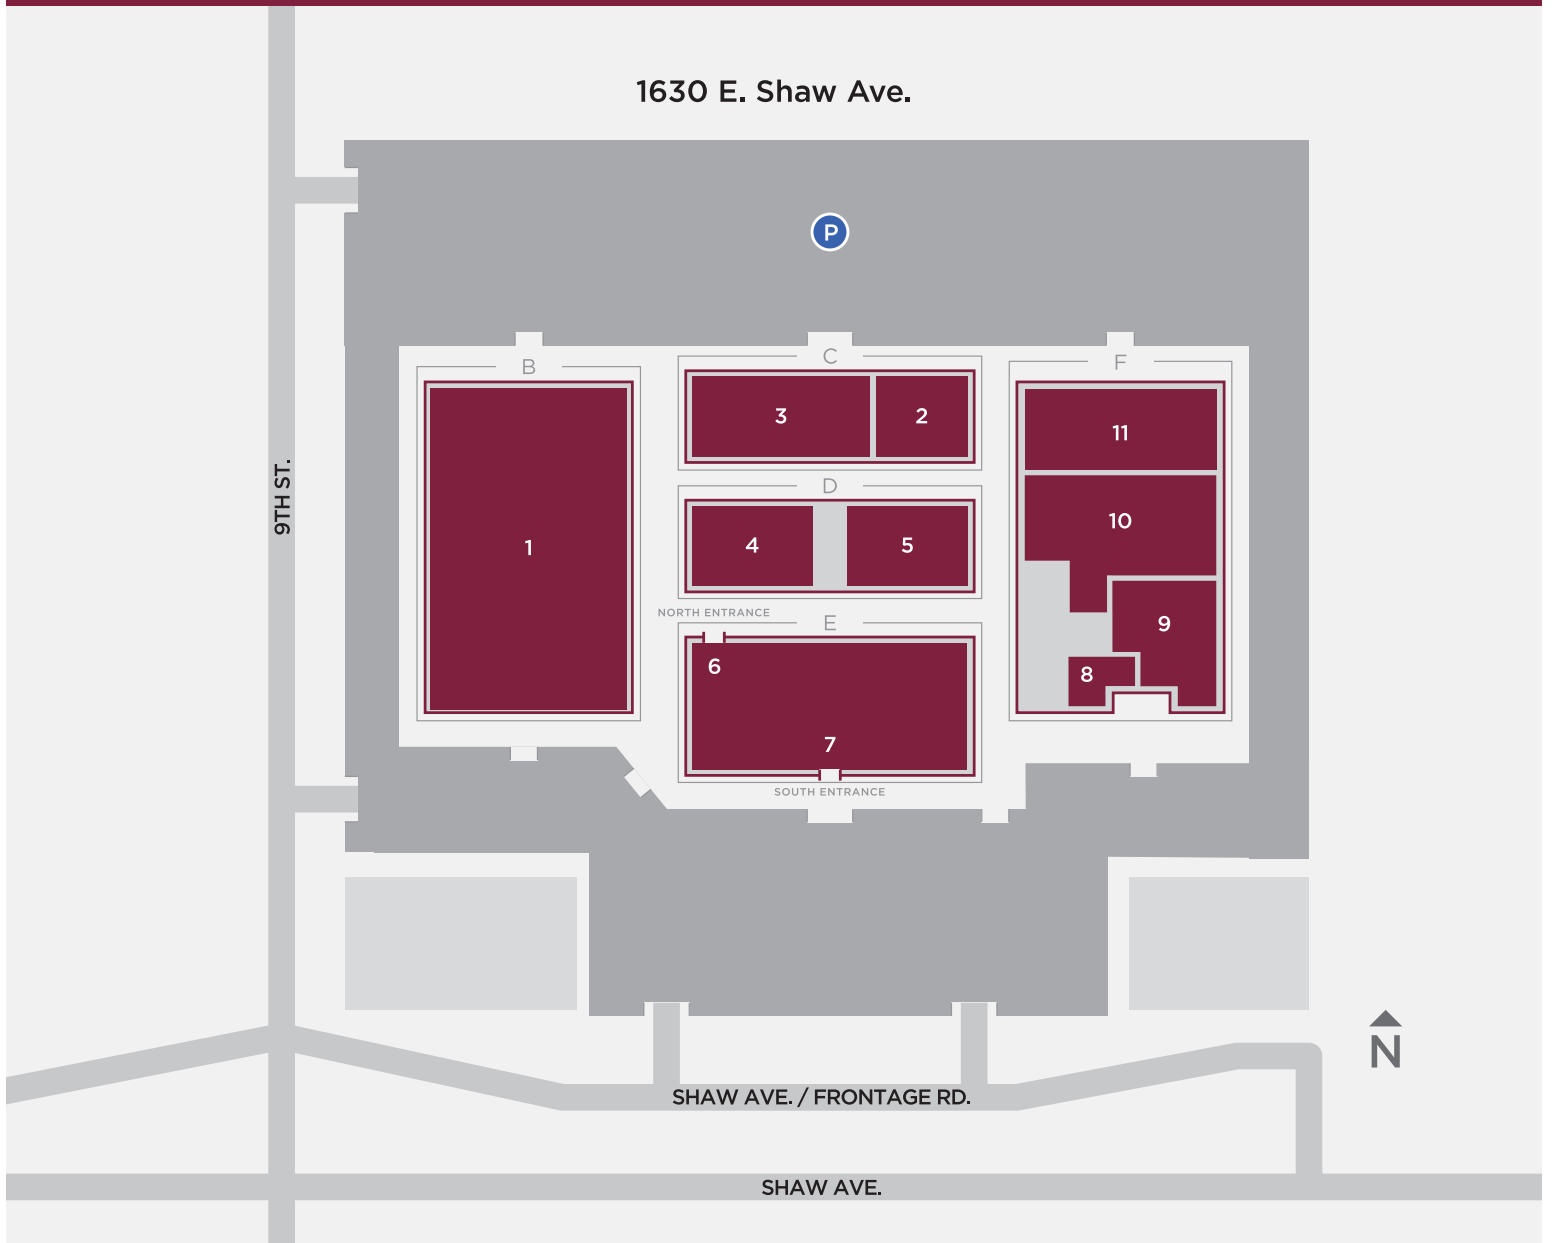 1630 E. Shaw Ave.
P
B
C
F
3
2
11
D
9TH ST.
10
1
4
5
NORTH ENTRANCE
E
9
6
8
7
SOUTH ENTRANCE
N
SHAW AVE. / FRONTAGE RD.
SHAW AVE.